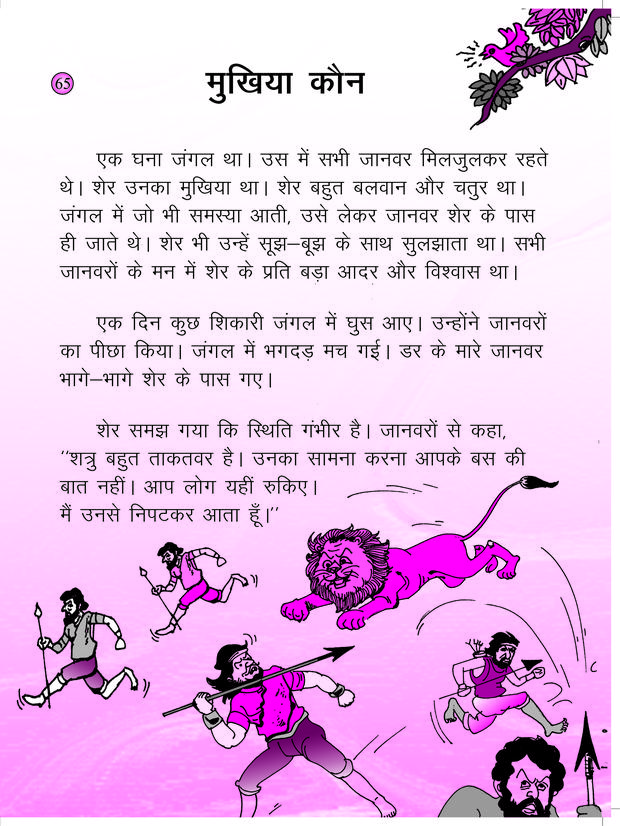 65
मुखिया कौन
एक घना जंगल था। उस में सभी जानवर मिलजुलकर रहते
थे। शेर उनका मुखिया था। शेर बहुत बलवान और चतुर था।
जंगल में जो भी समस्या आती, उसे लेकर जानवर शेर के पास
ही जाते थे। शेर भी उन्हें सूझ–बूझ के साथ सुलझाता था। सभी
जानवरों के मन में शेर के प्रति बड़ा आदर और विश्वास था।
एक दिन कुछ शिकारी जंगल में घुस आए। उन्होंने जानवरों
का पीछा किया। जंगल में भगदड़ मच गई। डर के मारे जानवर
भागे–भागे शेर के पास गए।
शेर समझ गया कि स्थिति गंभीर है। जानवरों से कहा,
''शत्रु बहुत ताकतवर है। उनका सामना करना आपके बस की
बात नहीं। आप लोग यहीं रुकिए।
मैं उनसे निपटकर आता हूँ।''